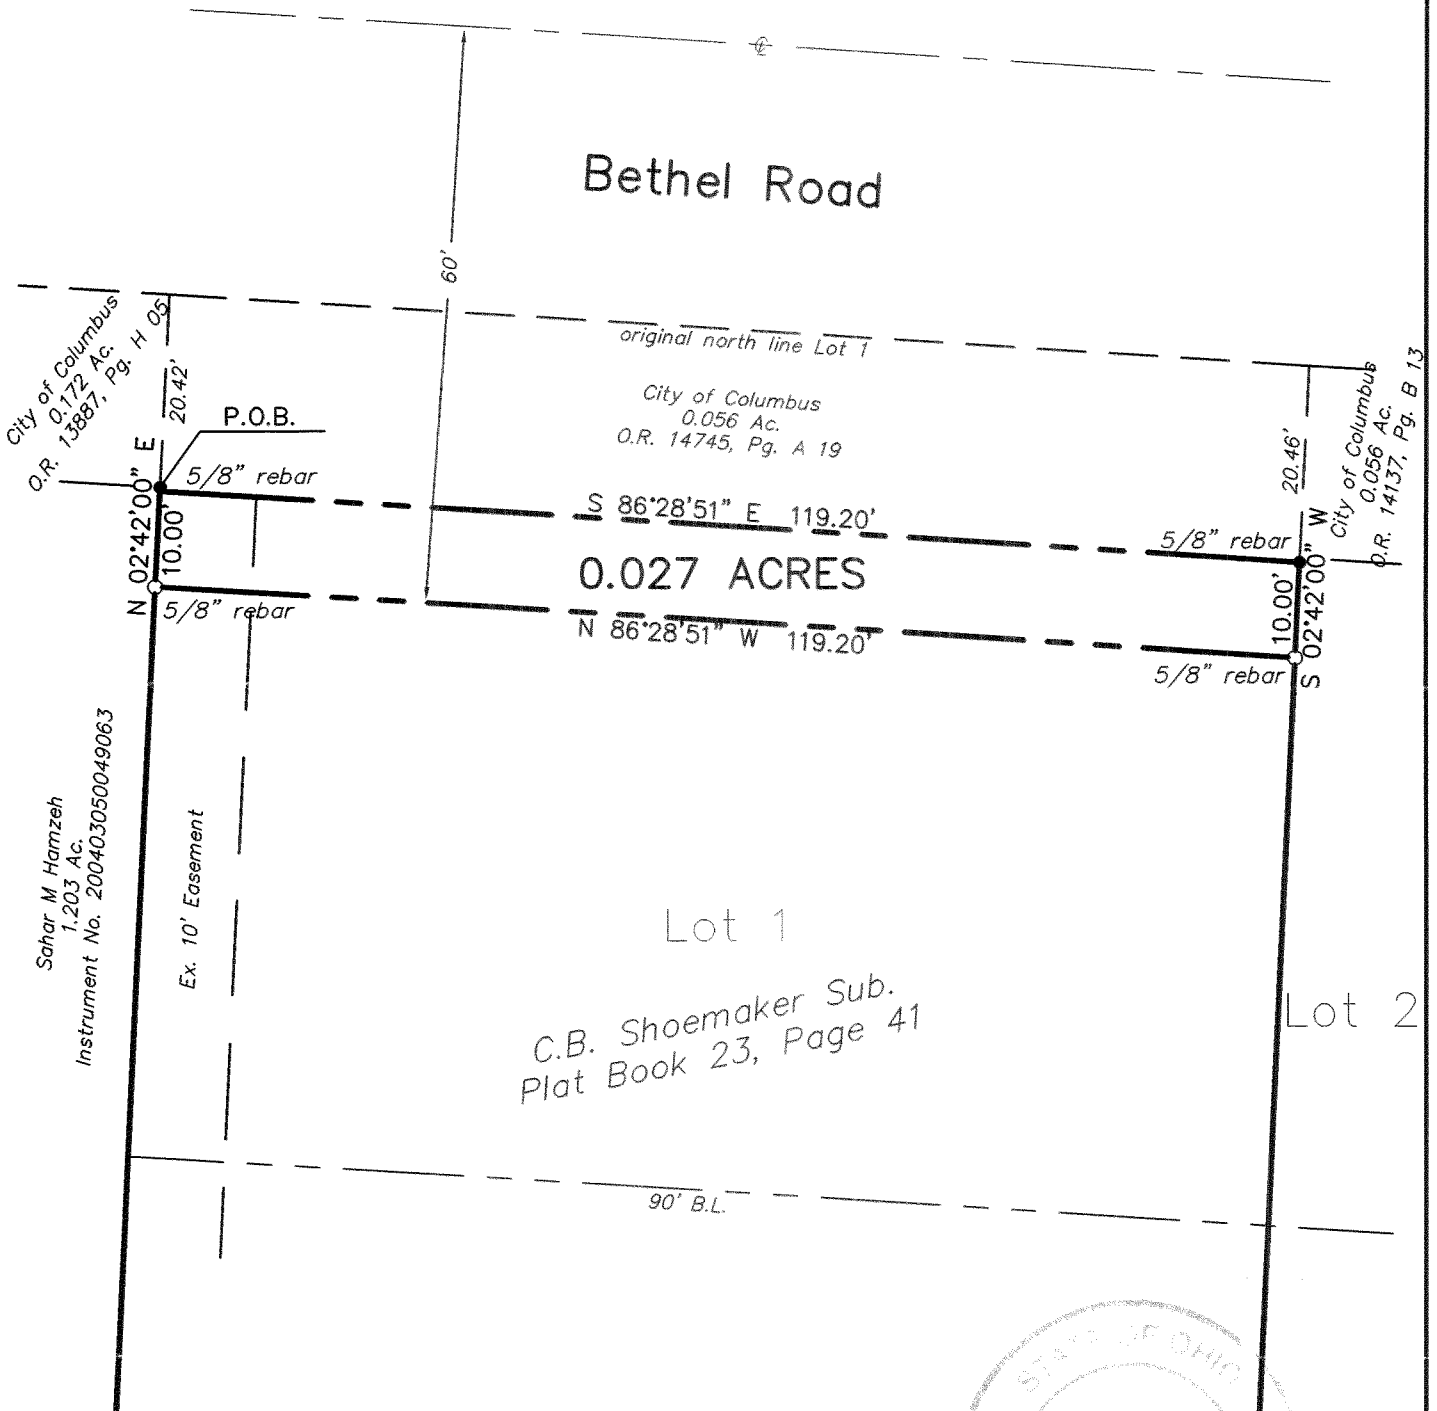 ℄
Bethel Road
60'
original north line Lot 1
City of Columbus
0.172 Ac.
O.R. 13887, Pg. H 05
20.42'
P.O.B.
City of Columbus
0.056 Ac.
O.R. 14745, Pg. A 19
20.46'
City of Columbus
0.056 Ac.
O.R. 14137, Pg. B 13
5/8" rebar
S 86°28'51" E 119.20'
5/8" rebar
N 02°42'00" E
10.00'
0.027 ACRES
10.00'
S 02°42'00" W
5/8" rebar
N 86°28'51" W 119.20'
5/8" rebar
Sahar M Hamzeh
1.203 Ac.
Instrument No. 200403050049063
Ex. 10' Easement
Lot 1
C.B. Shoemaker Sub.
Plat Book 23, Page 41
Lot 2
90' B.L.
STATE OF OHIO